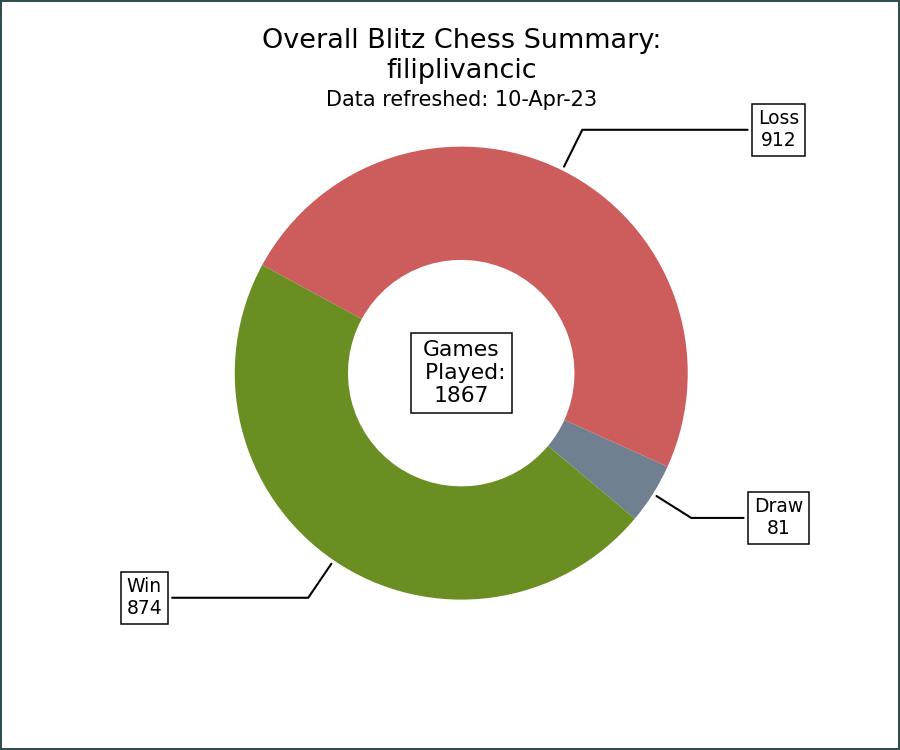 Overall Blitz Chess Summary:
filiplivancic
Data refreshed: 10-Apr-23
Loss
912
Games
Played:
1867
Draw
81
Win
874